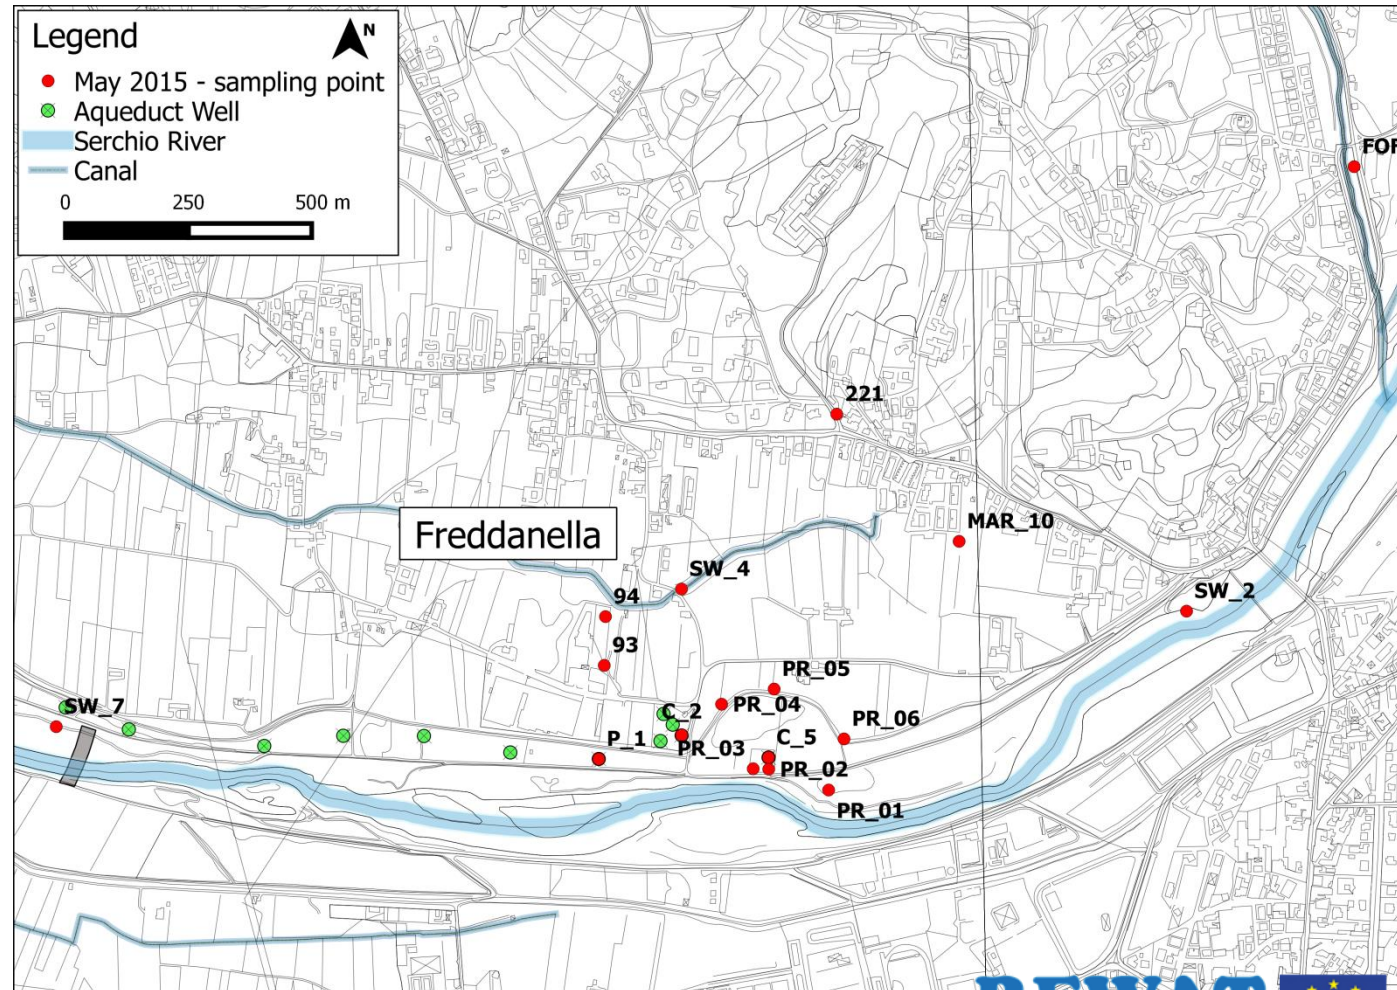 Legend
N
May 2015 - sampling point
Aqueduct Well
Serchio River
Canal
0 250 500 m
FOR
221
MAR_10
Freddanella
SW_4
SW_2
94
93
PR_05
SW_7
C_2
PR_04
PR_06
P_1
PR_03
C_5
PR_02
PR_01